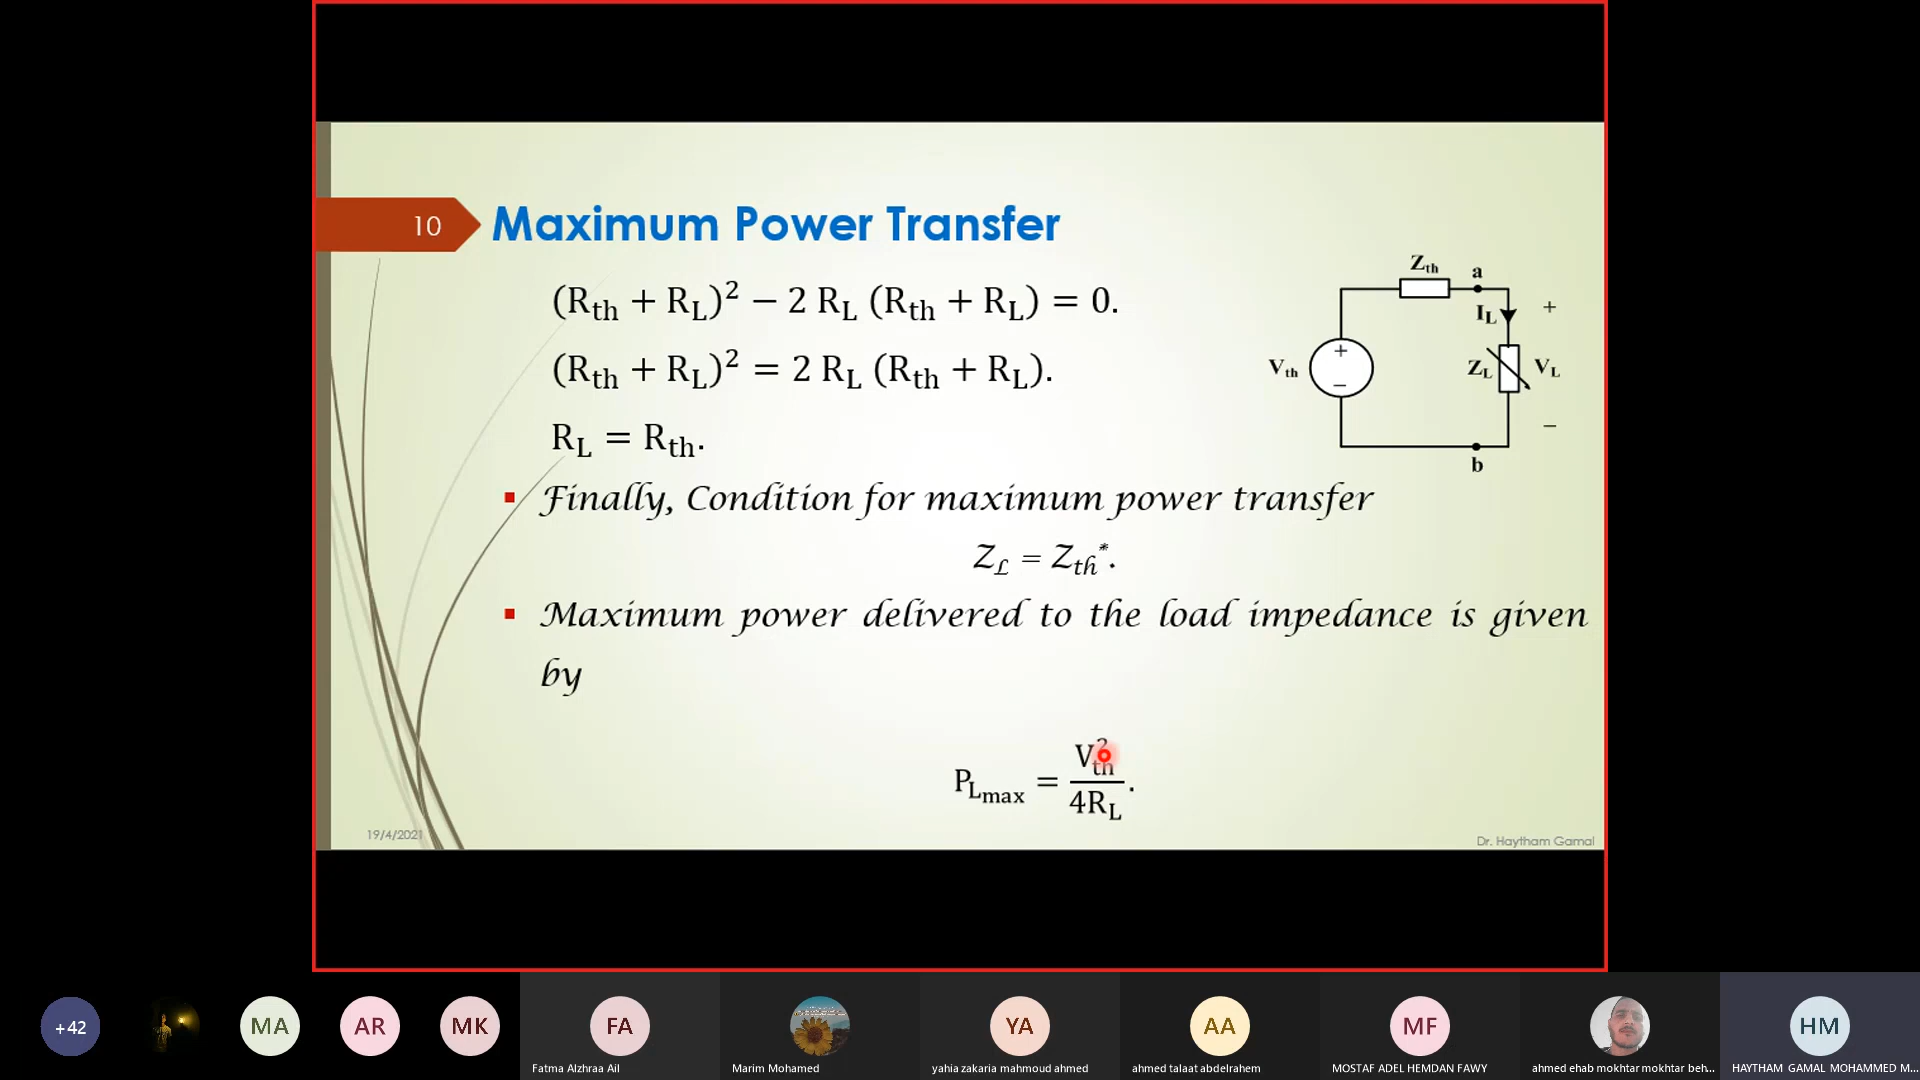 10
Maximum Power Transfer
(Rth + RL)² − 2 RL (Rth + RL) = 0.
(Rth + RL)² = 2 RL (Rth + RL).
RL = Rth.
Zth
a
IL
+
Vth
+
−
ZL
VL
−
b
▪ Finally, Condition for maximum power transfer
ZL = Zth*.
▪ Maximum power delivered to the load impedance is given
by
PLmax = Vth² / 4RL.
19/4/2021
Dr. Haytham Gamal
+42
MA
AR
MK
FA
YA
AA
MF
HM
Fatma Alzhraa Ail
Marim Mohamed
yahia zakaria mahmoud ahmed
ahmed talaat abdelrahem
MOSTAF ADEL HEMDAN FAWY
ahmed ehab mokhtar mokhtar beh...
HAYTHAM GAMAL MOHAMMED M...